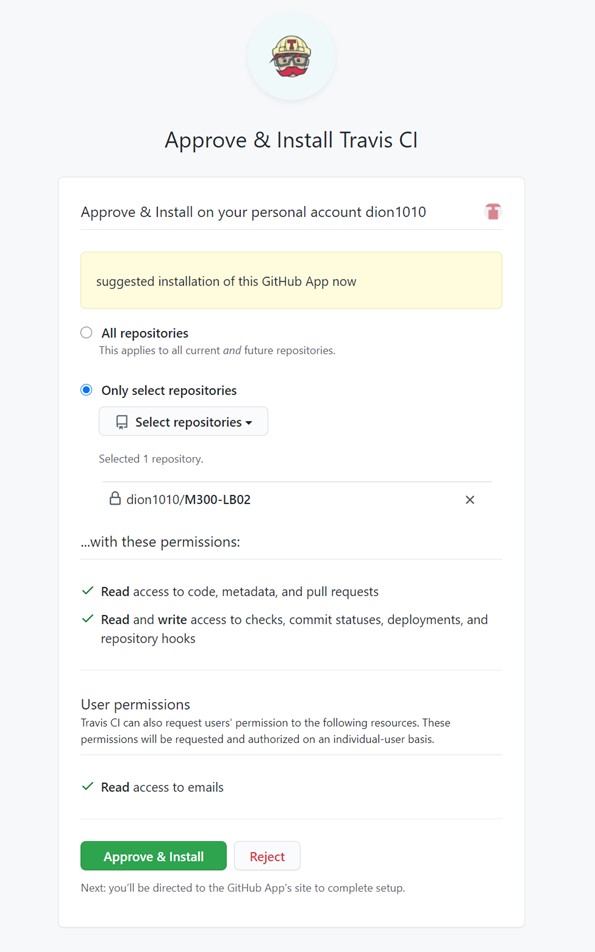 T
Approve & Install Travis CI
Approve & Install on your personal account dion1010
suggested installation of this GitHub App now
All repositories
This applies to all current and future repositories.
Only select repositories
Select repositories
Selected 1 repository.
dion1010/M300-LB02
...with these permissions:
Read access to code, metadata, and pull requests
Read and write access to checks, commit statuses, deployments, and
repository hooks
User permissions
Travis CI can also request users' permission to the following resources. These
permissions will be requested and authorized on an individual-user basis.
Read access to emails
Approve & Install
Reject
Next: you'll be directed to the GitHub App's site to complete setup.